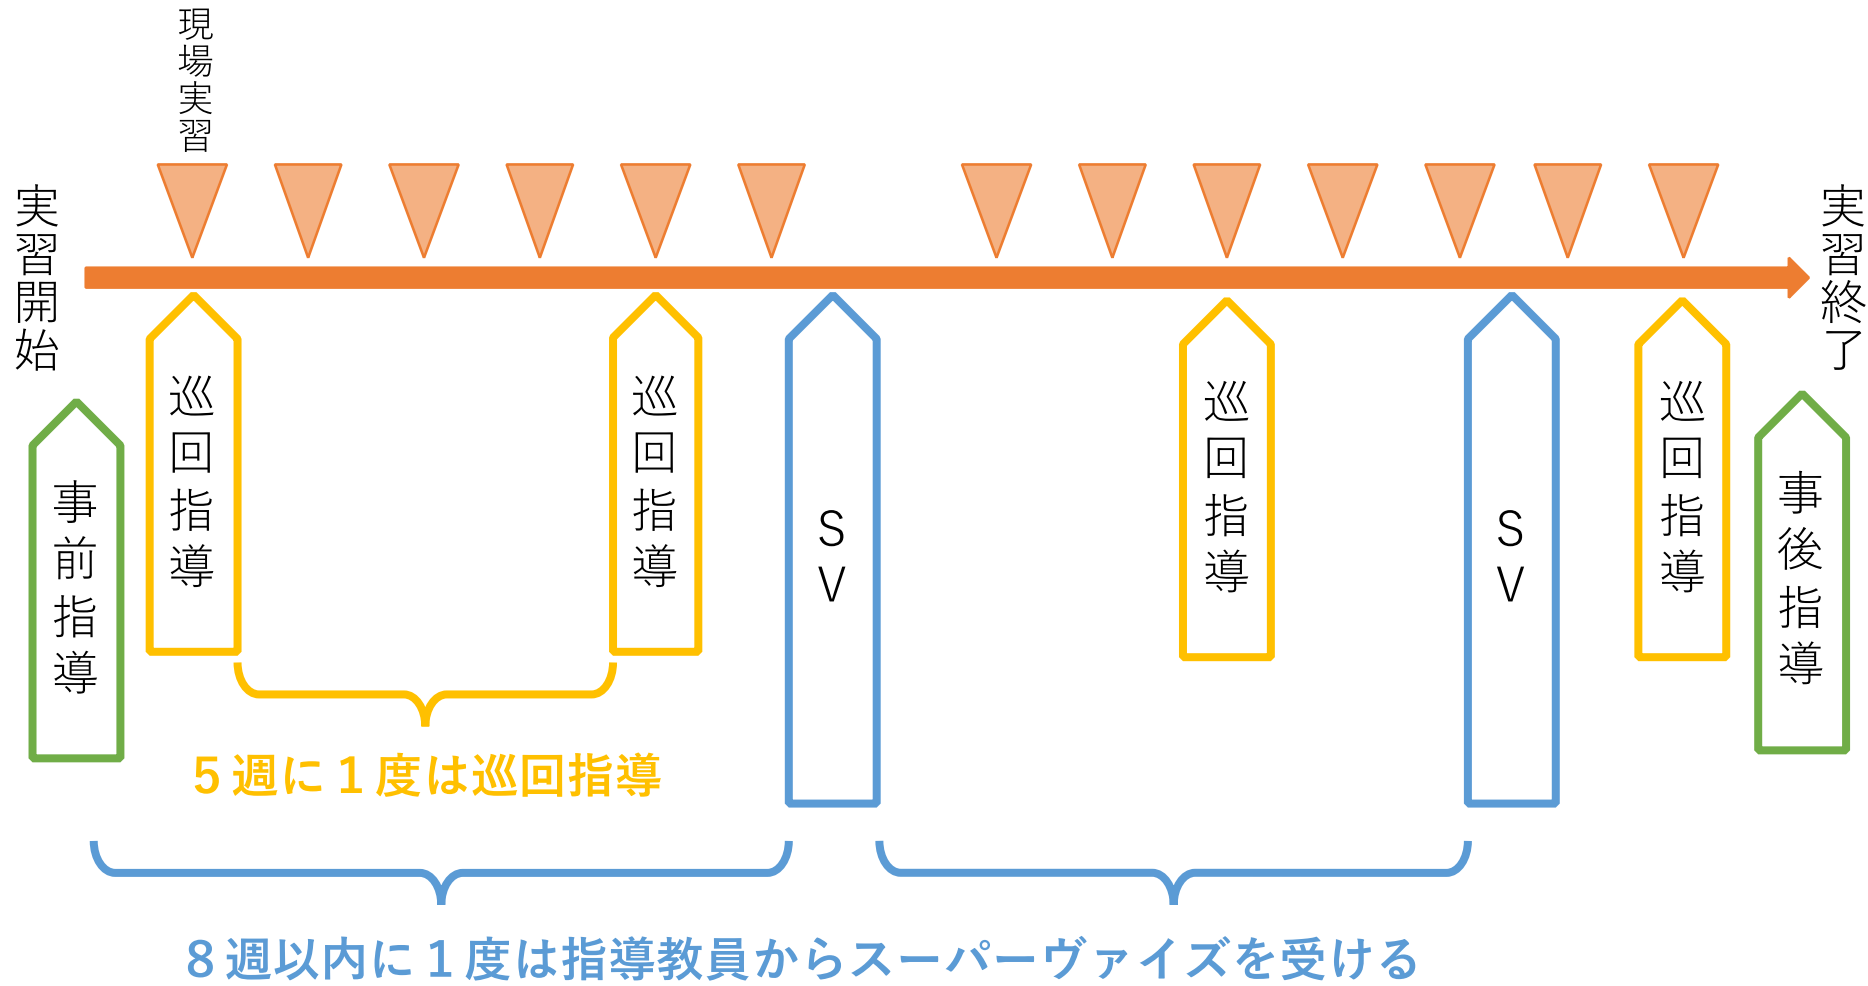 現場実習
実習開始
実習終了
事前指導
巡回指導
巡回指導
SV
巡回指導
SV
巡回指導
事後指導
5週に1度は巡回指導
8週以内に1度は指導教員からスーパーヴァイズを受ける